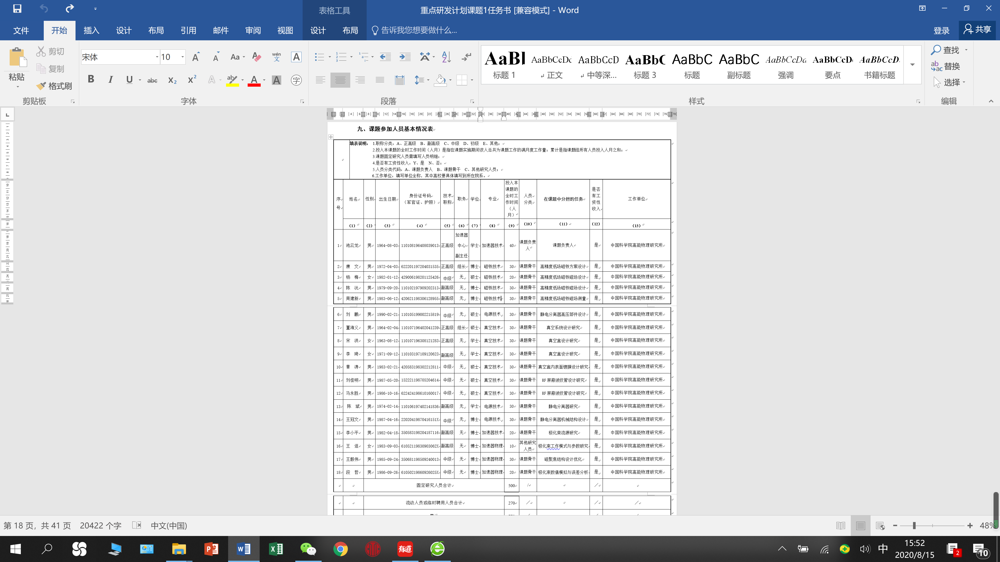 表格工具
重点研发计划课题1任务书 [兼容模式] - Word
文件 开始 插入 设计 布局 引用 邮件 审阅 视图 设计 布局 告诉我您想要做什么... 登录 共享
粘贴 剪切 复制 格式刷
宋体 10
AaBl AaBbCcDc AaBbCcD AaBbC AaBbC AaBbC AaBbCcDa AaBbCcD AaBbCcD
标题 1 正文 中等深... 标题 3 标题 副标题 强调 要点 书籍标题
查找 替换 选择
剪贴板 字体 段落 样式 编辑
九、课题参加人员基本情况表
填表说明: 1.职称分类:A、正高级 B、副高级 C、中级 D、初级 E、其他;
2.投入本课题的全时工作时间(人月)是指在课题实施期间该人总共为课题工作的满月度工作量;累计是指课题组所有人员投入人月之和;
3.课题固定研究人员需填写人员明细;
4.是否有工资性收入:Y、是 N、否;
5.人员分类代码:A、课题负责人 B、课题骨干 C、其他研究人员;
6.工作单位:填写单位全称,其中高校要具体填写到所在院系。
序号 姓名 性别 出生日期 身份证号码(军官证、护照) 技术职称 职务 学位 专业 投入本课题的全时工作时间(人月) 人员分类 在课题中分担的任务 是否有工资性收入 工作单位
(1) (2) (3) (4) (5) (6) (7) (8) (9) (10) (11) (12) (13)
1 池云龙 男 1964-08-03 110108196408039013 正高级 加速器中心副主任 学士 加速器技术 40 课题负责人 课题负责人 是 中国科学院高能物理研究所
2 康 文 男 1972-04-03 622201197204031535 正高级 组长 博士 磁铁技术 30 课题骨干 高精度低场磁铁方案设计 是 中国科学院高能物理研究所
3 杨 梅 女 1982-01-12 429006198201125426 中级 无 硕士 磁铁技术 20 课题骨干 高精度低场磁铁磁场设计 是 中国科学院高能物理研究所
4 陈 沅 男 1979-09-20 110102197909202313 副高级 无 博士 磁铁技术 30 课题骨干 高精度低场磁铁磁场设计 是 中国科学院高能物理研究所
5 周建新 男 1983-06-12 420621198306128955 副高级 无 博士 磁铁技术 30 课题骨干 高精度低场磁铁磁场测量 是 中国科学院高能物理研究所
6 刘 鹏 男 1990-02-21 110105199002215819 中级 无 硕士 电源技术 30 课题骨干 静电分离器高压部件设计 是 中国科学院高能物理研究所
7 董海义 男 1964-02-04 110107196402041239 正高级 组长 硕士 真空技术 30 课题骨干 真空系统设计研究 是 中国科学院高能物理研究所
8 宋 洪 女 1963-08-12 110107196308121283 正高级 无 学士 真空技术 30 课题骨干 真空盒设计研究 是 中国科学院高能物理研究所
9 李 琦 女 1971-09-12 110103197109120623 副高级 无 学士 真空技术 30 课题骨干 真空盒设计研究 是 中国科学院高能物理研究所
10 黄 涛 男 1983-02-21 420583198302212811 中级 无 硕士 真空技术 30 课题骨干 真空盒内表面镀膜设计研究 是 中国科学院高能物理研究所
11 刘佳明 男 1987-05-20 152221198705204614 中级 无 硕士 真空技术 30 课题骨干 RF屏蔽波纹管设计研究 是 中国科学院高能物理研究所
12 马永胜 男 1986-10-16 622424198610160017 中级 无 硕士 真空技术 30 课题骨干 RF屏蔽波纹管设计研究 是 中国科学院高能物理研究所
13 陈 斌 男 1974-02-14 110106197402141836 副高级 无 学士 电源技术 30 课题骨干 静电分离器研究 是 中国科学院高能物理研究所
14 王冠文 男 1987-04-16 22020419870416151X 中级 无 博士 电源技术 30 课题骨干 静电分离器机械结构设计 是 中国科学院高能物理研究所
15 李小平 男 1982-04-18 350583198204187116 副高级 无 博士 加速器技术 20 课题骨干 极化束流源研究 是 中国科学院高能物理研究所
16 王 逗 女 1983-09-03 61052119830903062X 副高级 无 博士 加速器物理 10 其他研究人员 极化束工作模式与参数研究 是 中国科学院高能物理研究所
17 王毅伟 男 1985-09-24 350681198509240013 中级 无 博士 加速器物理 30 课题骨干 磁聚焦结构设计优化 是 中国科学院高能物理研究所
18 段 哲 男 1986-09-26 61050219860926025X 中级 无 博士 加速器物理 20 课题骨干 极化束数值模拟与误差分析 是 中国科学院高能物理研究所
固定研究人员合计 500 / /
流动人员或临时聘用人员合计 270 / / /
第 18 页,共 41 页 20422 个字 中文(中国) 48%
中 15:52
2020/8/15
2 10